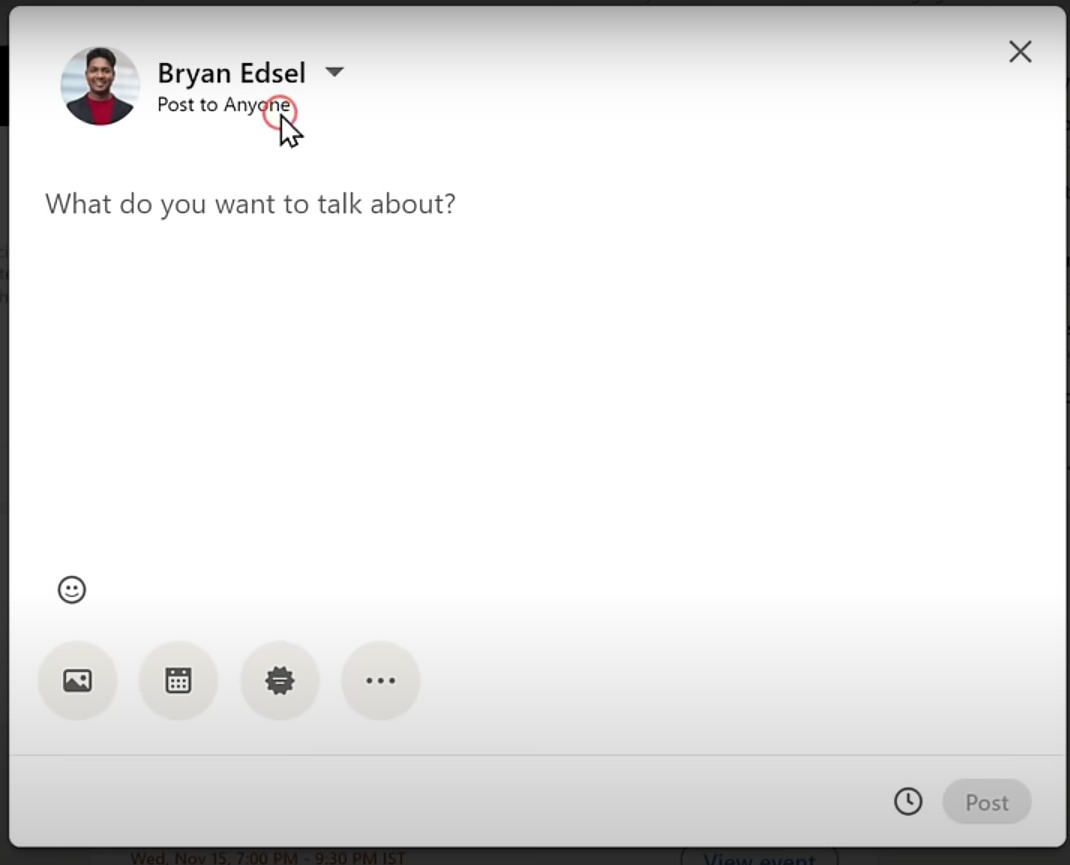 Bryan Edsel
Post to Anyone
What do you want to talk about?
Post
Wed, Nov 15, 7:00 PM - 9:30 PM IST
View event